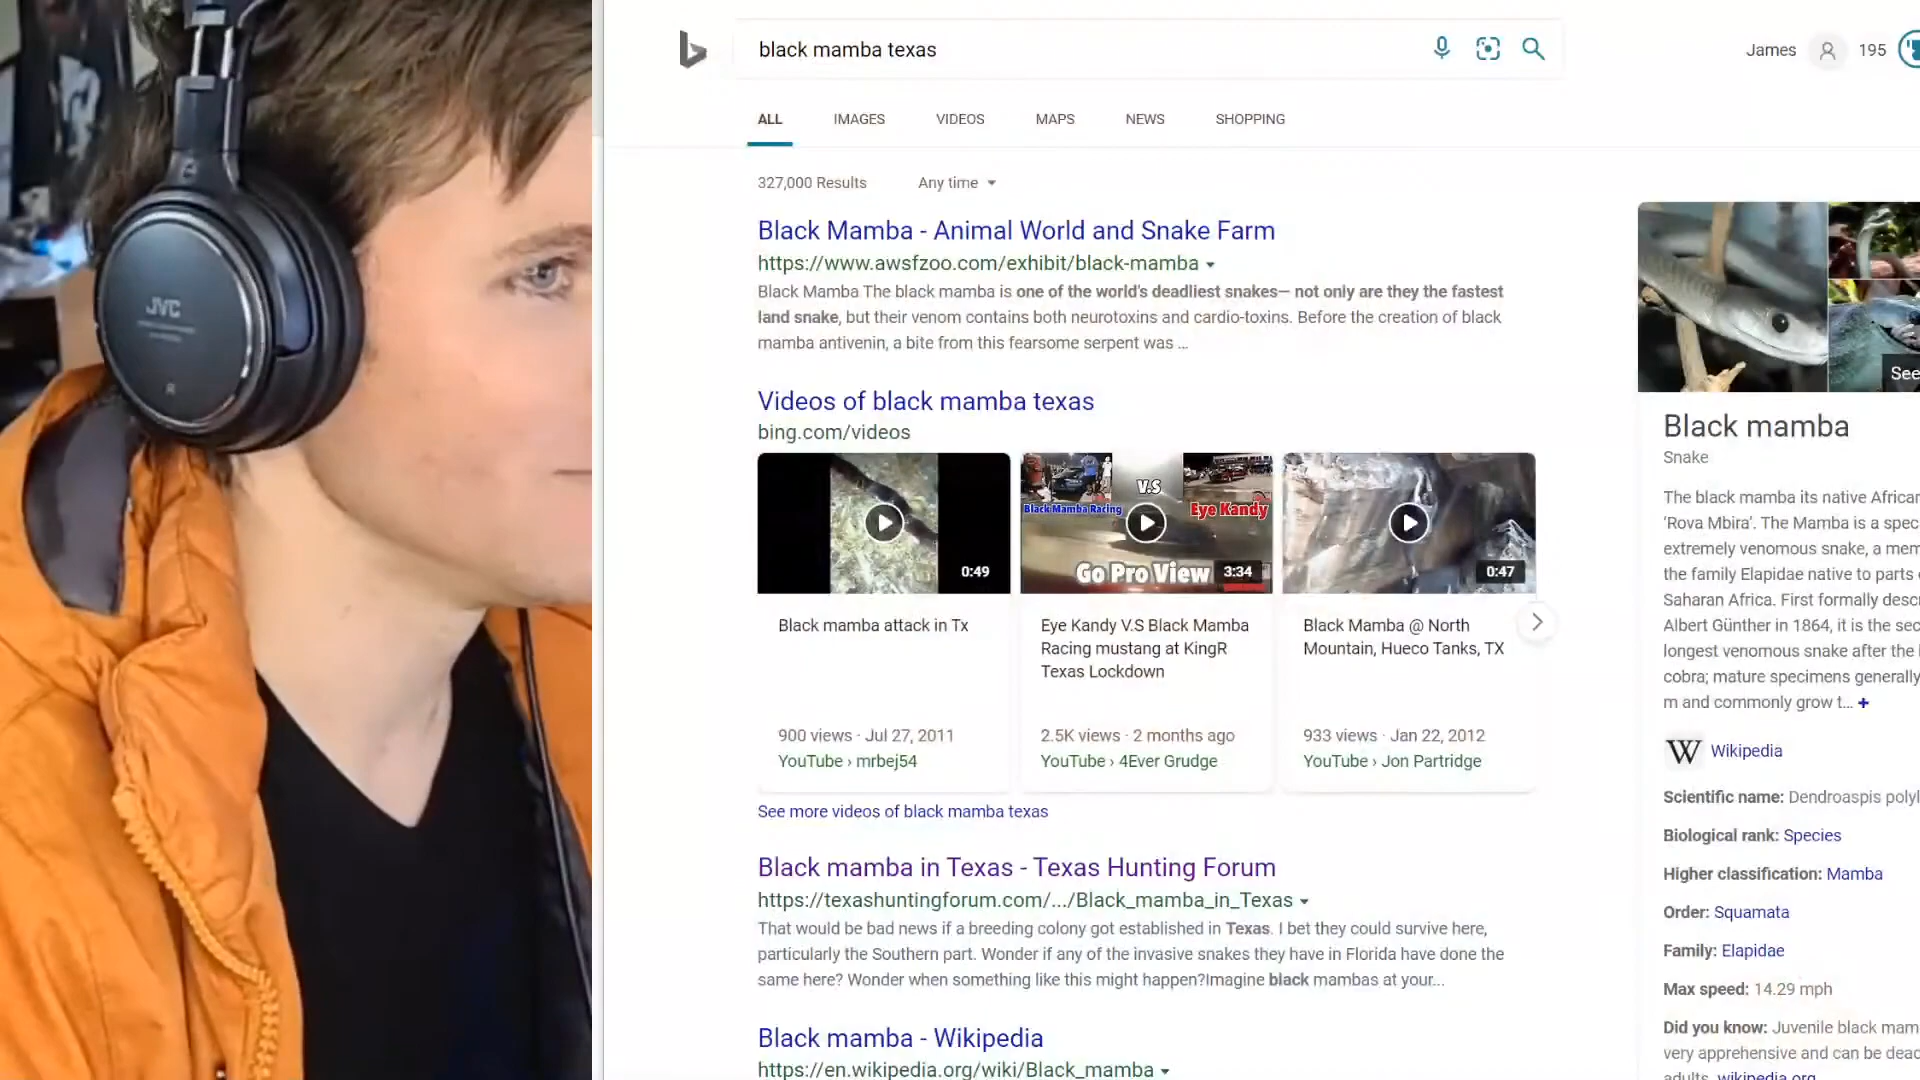 JVC
R
black mamba texas
James
195
ALL
IMAGES
VIDEOS
MAPS
NEWS
SHOPPING
327,000 Results
Any time
Black Mamba - Animal World and Snake Farm
https://www.awsfzoo.com/exhibit/black-mamba
Black Mamba The black mamba is one of the world's deadliest snakes— not only are they the fastest
land snake, but their venom contains both neurotoxins and cardio-toxins. Before the creation of black
mamba antivenin, a bite from this fearsome serpent was ...
Videos of black mamba texas
bing.com/videos
0:49
Black mamba attack in Tx
900 views · Jul 27, 2011
YouTube › mrbej54
Black Mamba Racing
V.S
Eye Kandy
Go Pro View
3:34
Eye Kandy V.S Black Mamba
Racing mustang at KingR
Texas Lockdown
2.5K views · 2 months ago
YouTube › 4Ever Grudge
0:47
Black Mamba @ North
Mountain, Hueco Tanks, TX
933 views · Jan 22, 2012
YouTube › Jon Partridge
See more videos of black mamba texas
Black mamba in Texas - Texas Hunting Forum
https://texashuntingforum.com/.../Black_mamba_in_Texas
That would be bad news if a breeding colony got established in Texas. I bet they could survive here,
particularly the Southern part. Wonder if any of the invasive snakes they have in Florida have done the
same here? Wonder when something like this might happen?Imagine black mambas at your...
Black mamba - Wikipedia
https://en.wikipedia.org/wiki/Black_mamba
See
Black mamba
Snake
The black mamba its native African
'Rova Mbira'. The Mamba is a spec
extremely venomous snake, a mem
the family Elapidae native to parts
Saharan Africa. First formally descr
Albert Günther in 1864, it is the sec
longest venomous snake after the
cobra; mature specimens generally
m and commonly grow t... +
W Wikipedia
Scientific name: Dendroaspis polyl
Biological rank: Species
Higher classification: Mamba
Order: Squamata
Family: Elapidae
Max speed: 14.29 mph
Did you know: Juvenile black mam
very apprehensive and can be dead
adults. wikipedia.org